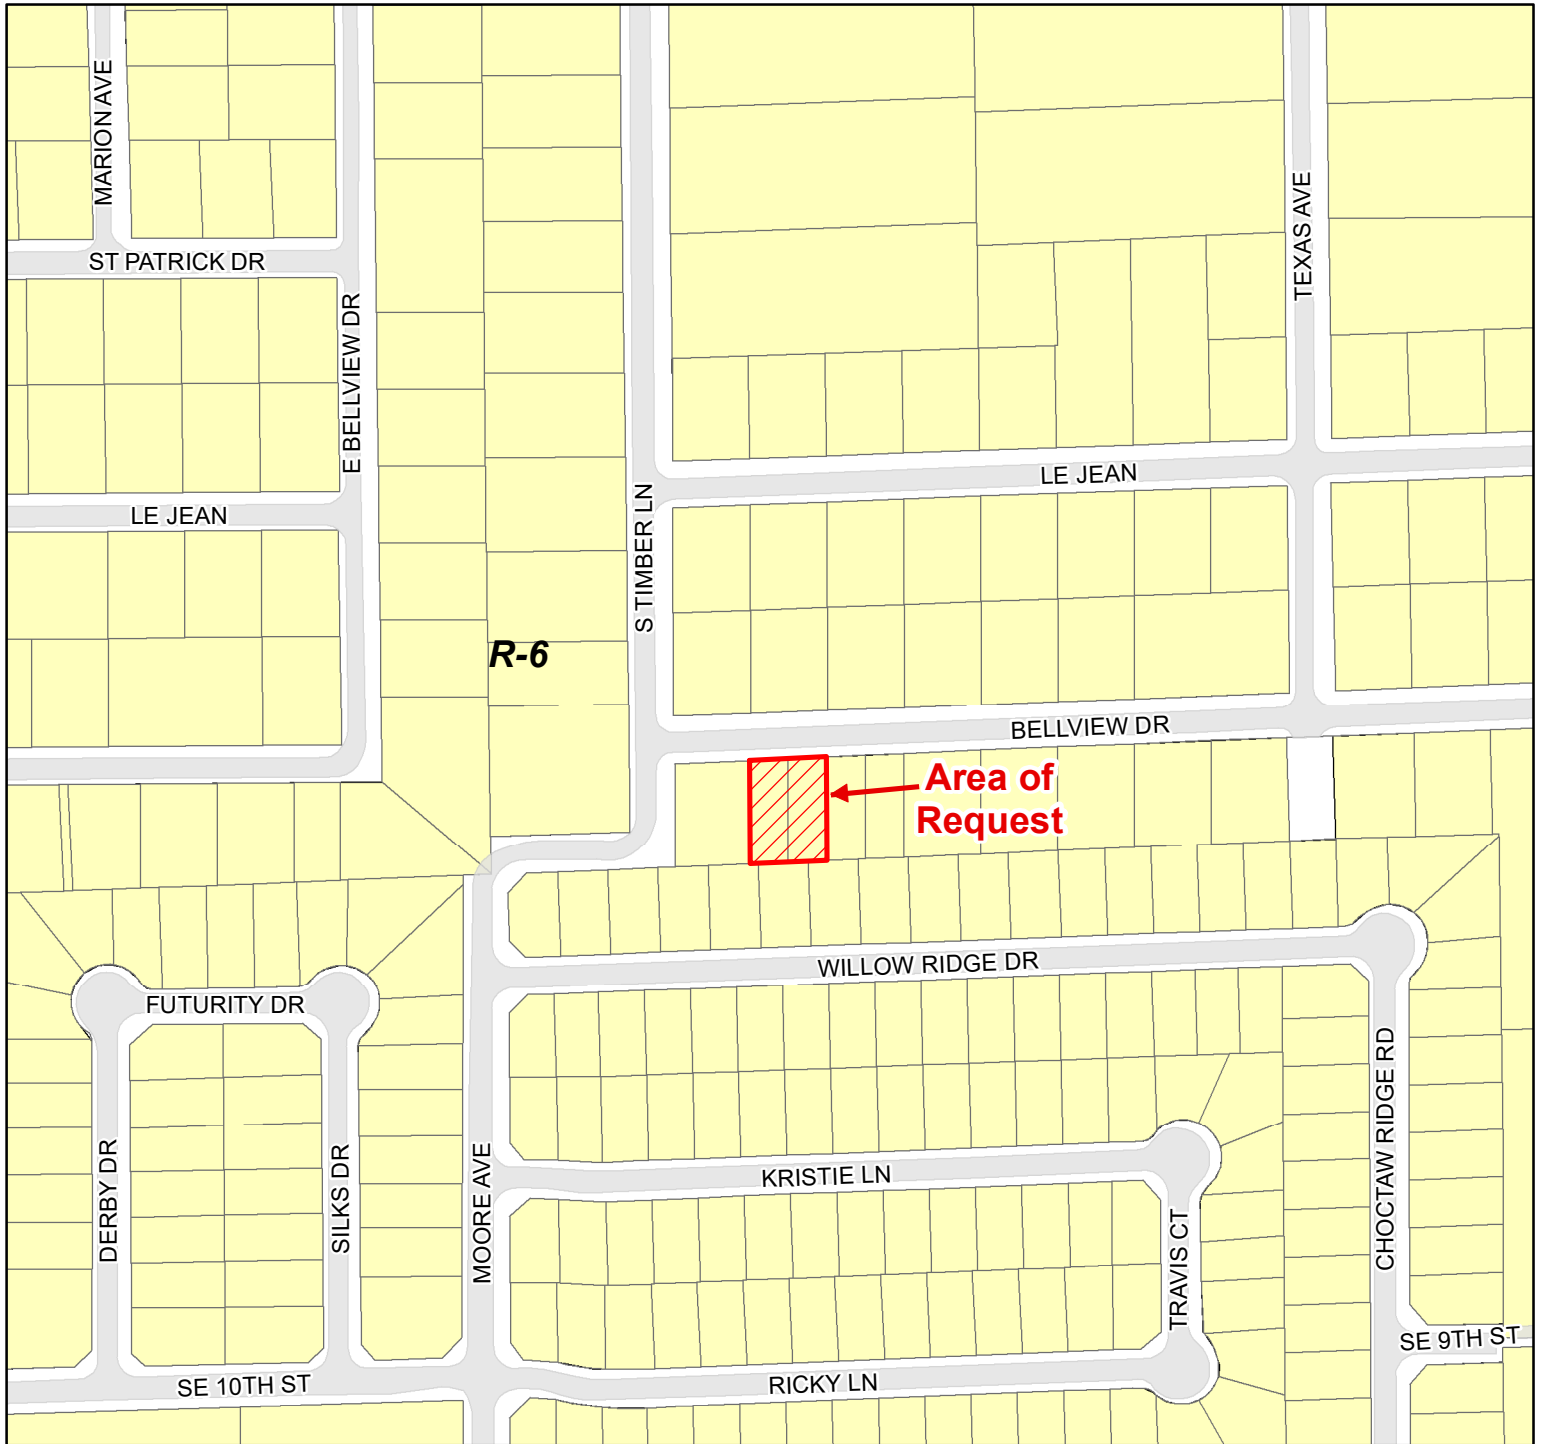 MARION AVE
ST PATRICK DR
E BELLVIEW DR
TEXAS AVE
LE JEAN
LE JEAN
S TIMBER LN
R-6
BELLVIEW DR
Area of
Request
WILLOW RIDGE DR
FUTURITY DR
DERBY DR
SILKS DR
MOORE AVE
KRISTIE LN
TRAVIS CT
CHOCTAW RIDGE RD
SE 9TH ST
SE 10TH ST
RICKY LN